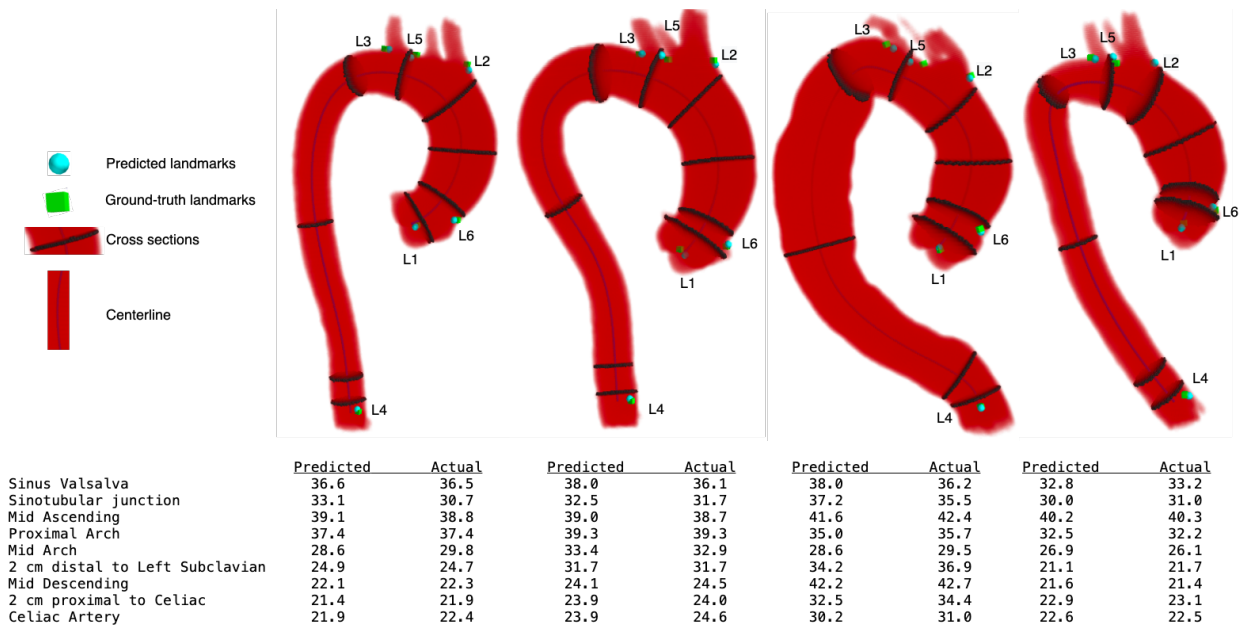 L3
L5
L2
L6
L1
L4
L3
L5
L2
L6
L1
L4
L3
L5
L2
L6
L1
L4
L3
L5
L2
L6
L1
L4
Predicted landmarks
Ground-truth landmarks
Cross sections
Centerline
Predicted Actual Predicted Actual Predicted Actual Predicted Actual
Sinus Valsalva 36.6 36.5 38.0 36.1 38.0 36.2 32.8 33.2
Sinotubular junction 33.1 30.7 32.5 31.7 37.2 35.5 30.0 31.0
Mid Ascending 39.1 38.8 39.0 38.7 41.6 42.4 40.2 40.3
Proximal Arch 37.4 37.4 39.3 39.3 35.0 35.7 32.5 32.2
Mid Arch 28.6 29.8 33.4 32.9 28.6 29.5 26.9 26.1
2 cm distal to Left Subclavian 24.9 24.7 31.7 31.7 34.2 36.9 21.1 21.7
Mid Descending 22.1 22.3 24.1 24.5 42.2 42.7 21.6 21.4
2 cm proximal to Celiac 21.4 21.9 23.9 24.0 32.5 34.4 22.9 23.1
Celiac Artery 21.9 22.4 23.9 24.6 30.2 31.0 22.6 22.5